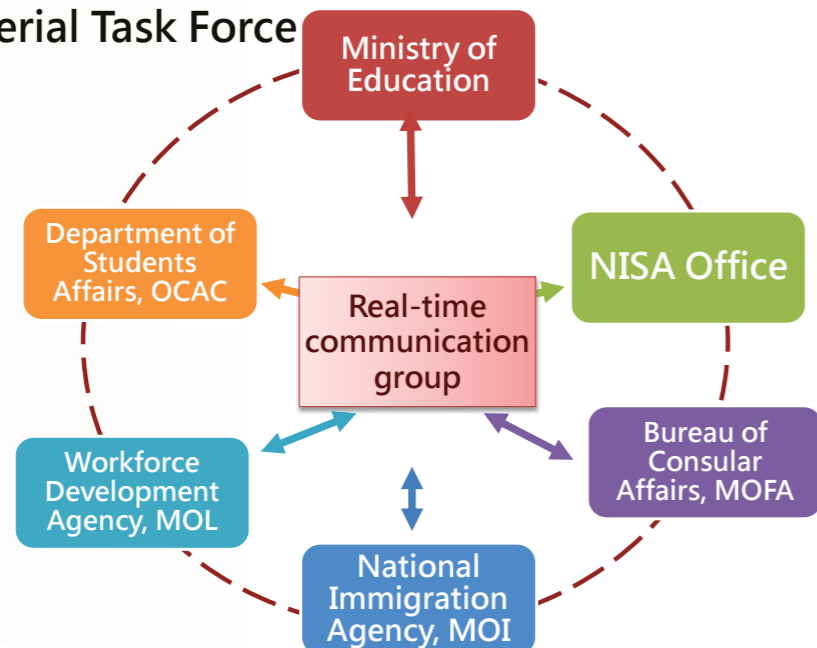 erial Task Force
Ministry of
Education
Department of
Students
Affairs, OCAC
NISA Office
Real-time
communication
group
Workforce
Development
Agency, MOL
Bureau of
Consular
Affairs, MOFA
National
Immigration
Agency, MOI